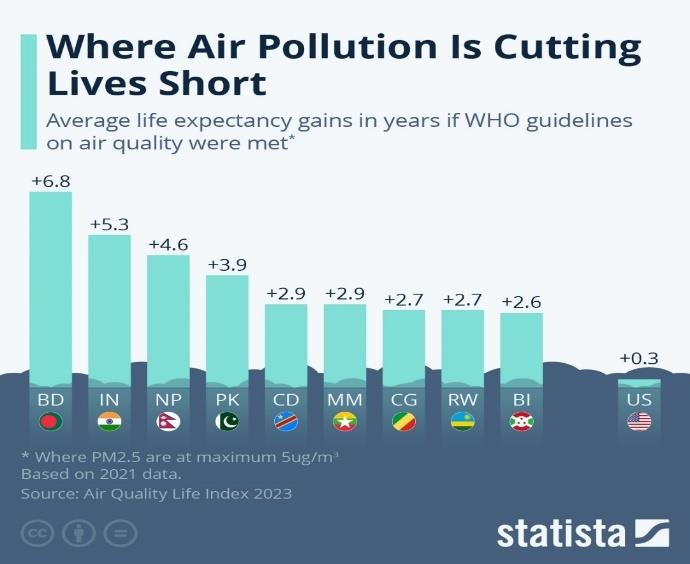 Where Air Pollution Is Cutting
Lives Short
Average life expectancy gains in years if WHO guidelines
on air quality were met*
+6.8
+5.3
+4.6
+3.9
+2.9
+2.9
+2.7
+2.7
+2.6
+0.3
BD IN NP PK CD MM CG RW BI US
* Where PM2.5 are at maximum 5ug/m³
Based on 2021 data.
Source: Air Quality Life Index 2023
cc
statista